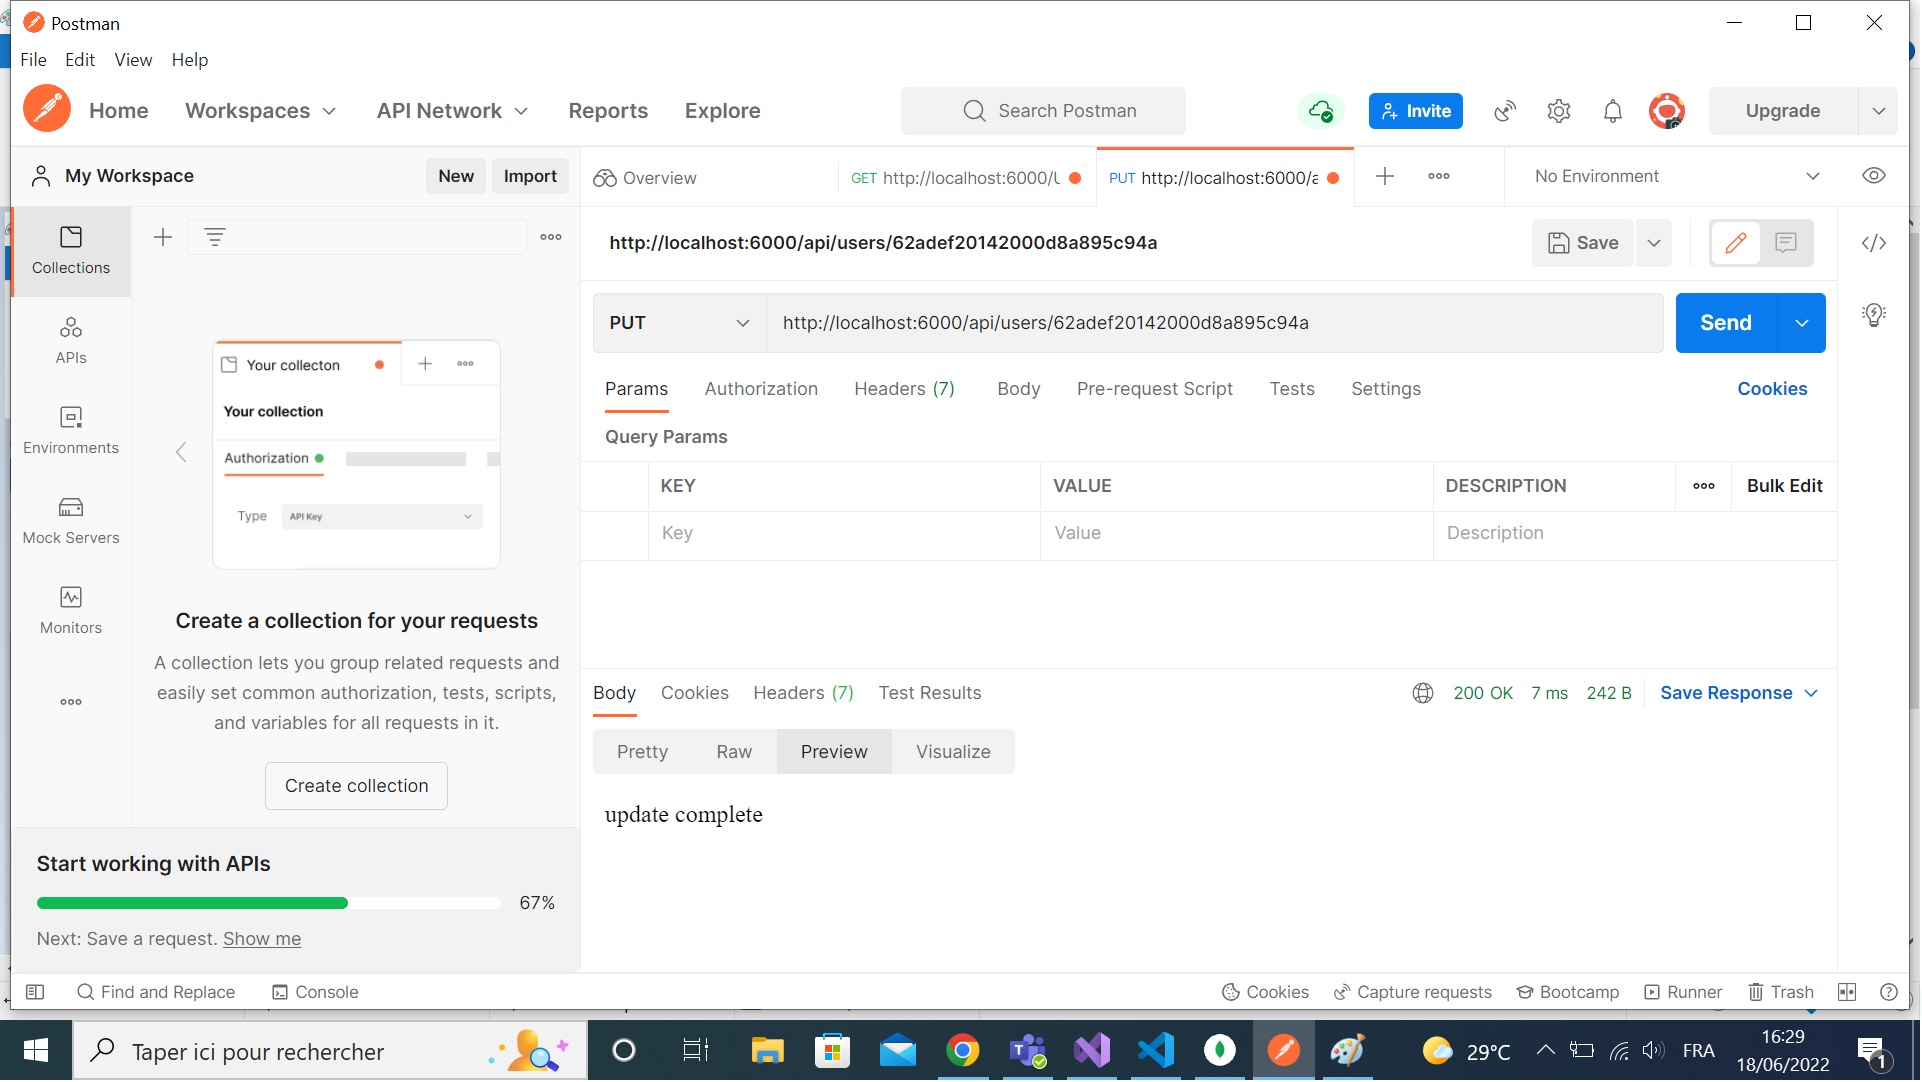 Postman
File Edit View Help
Home Workspaces API Network Reports Explore Search Postman Invite Upgrade
My Workspace New Import
Overview GET http://localhost:6000/U PUT http://localhost:6000/a No Environment
Collections
APIs
Environments
Mock Servers
Monitors
Your collecton
Your collection
Authorization
Type API Key
Create a collection for your requests
A collection lets you group related requests and
easily set common authorization, tests, scripts,
and variables for all requests in it.
Create collection
Start working with APIs
67%
Next: Save a request. Show me
http://localhost:6000/api/users/62adef20142000d8a895c94a Save
PUT http://localhost:6000/api/users/62adef20142000d8a895c94a Send
Params Authorization Headers (7) Body Pre-request Script Tests Settings Cookies
Query Params
KEY VALUE DESCRIPTION Bulk Edit
Key Value Description
Body Cookies Headers (7) Test Results 200 OK 7 ms 242 B Save Response
Pretty Raw Preview Visualize
update complete
Find and Replace Console Cookies Capture requests Bootcamp Runner Trash
Taper ici pour rechercher 29°C FRA 16:29
18/06/2022
1